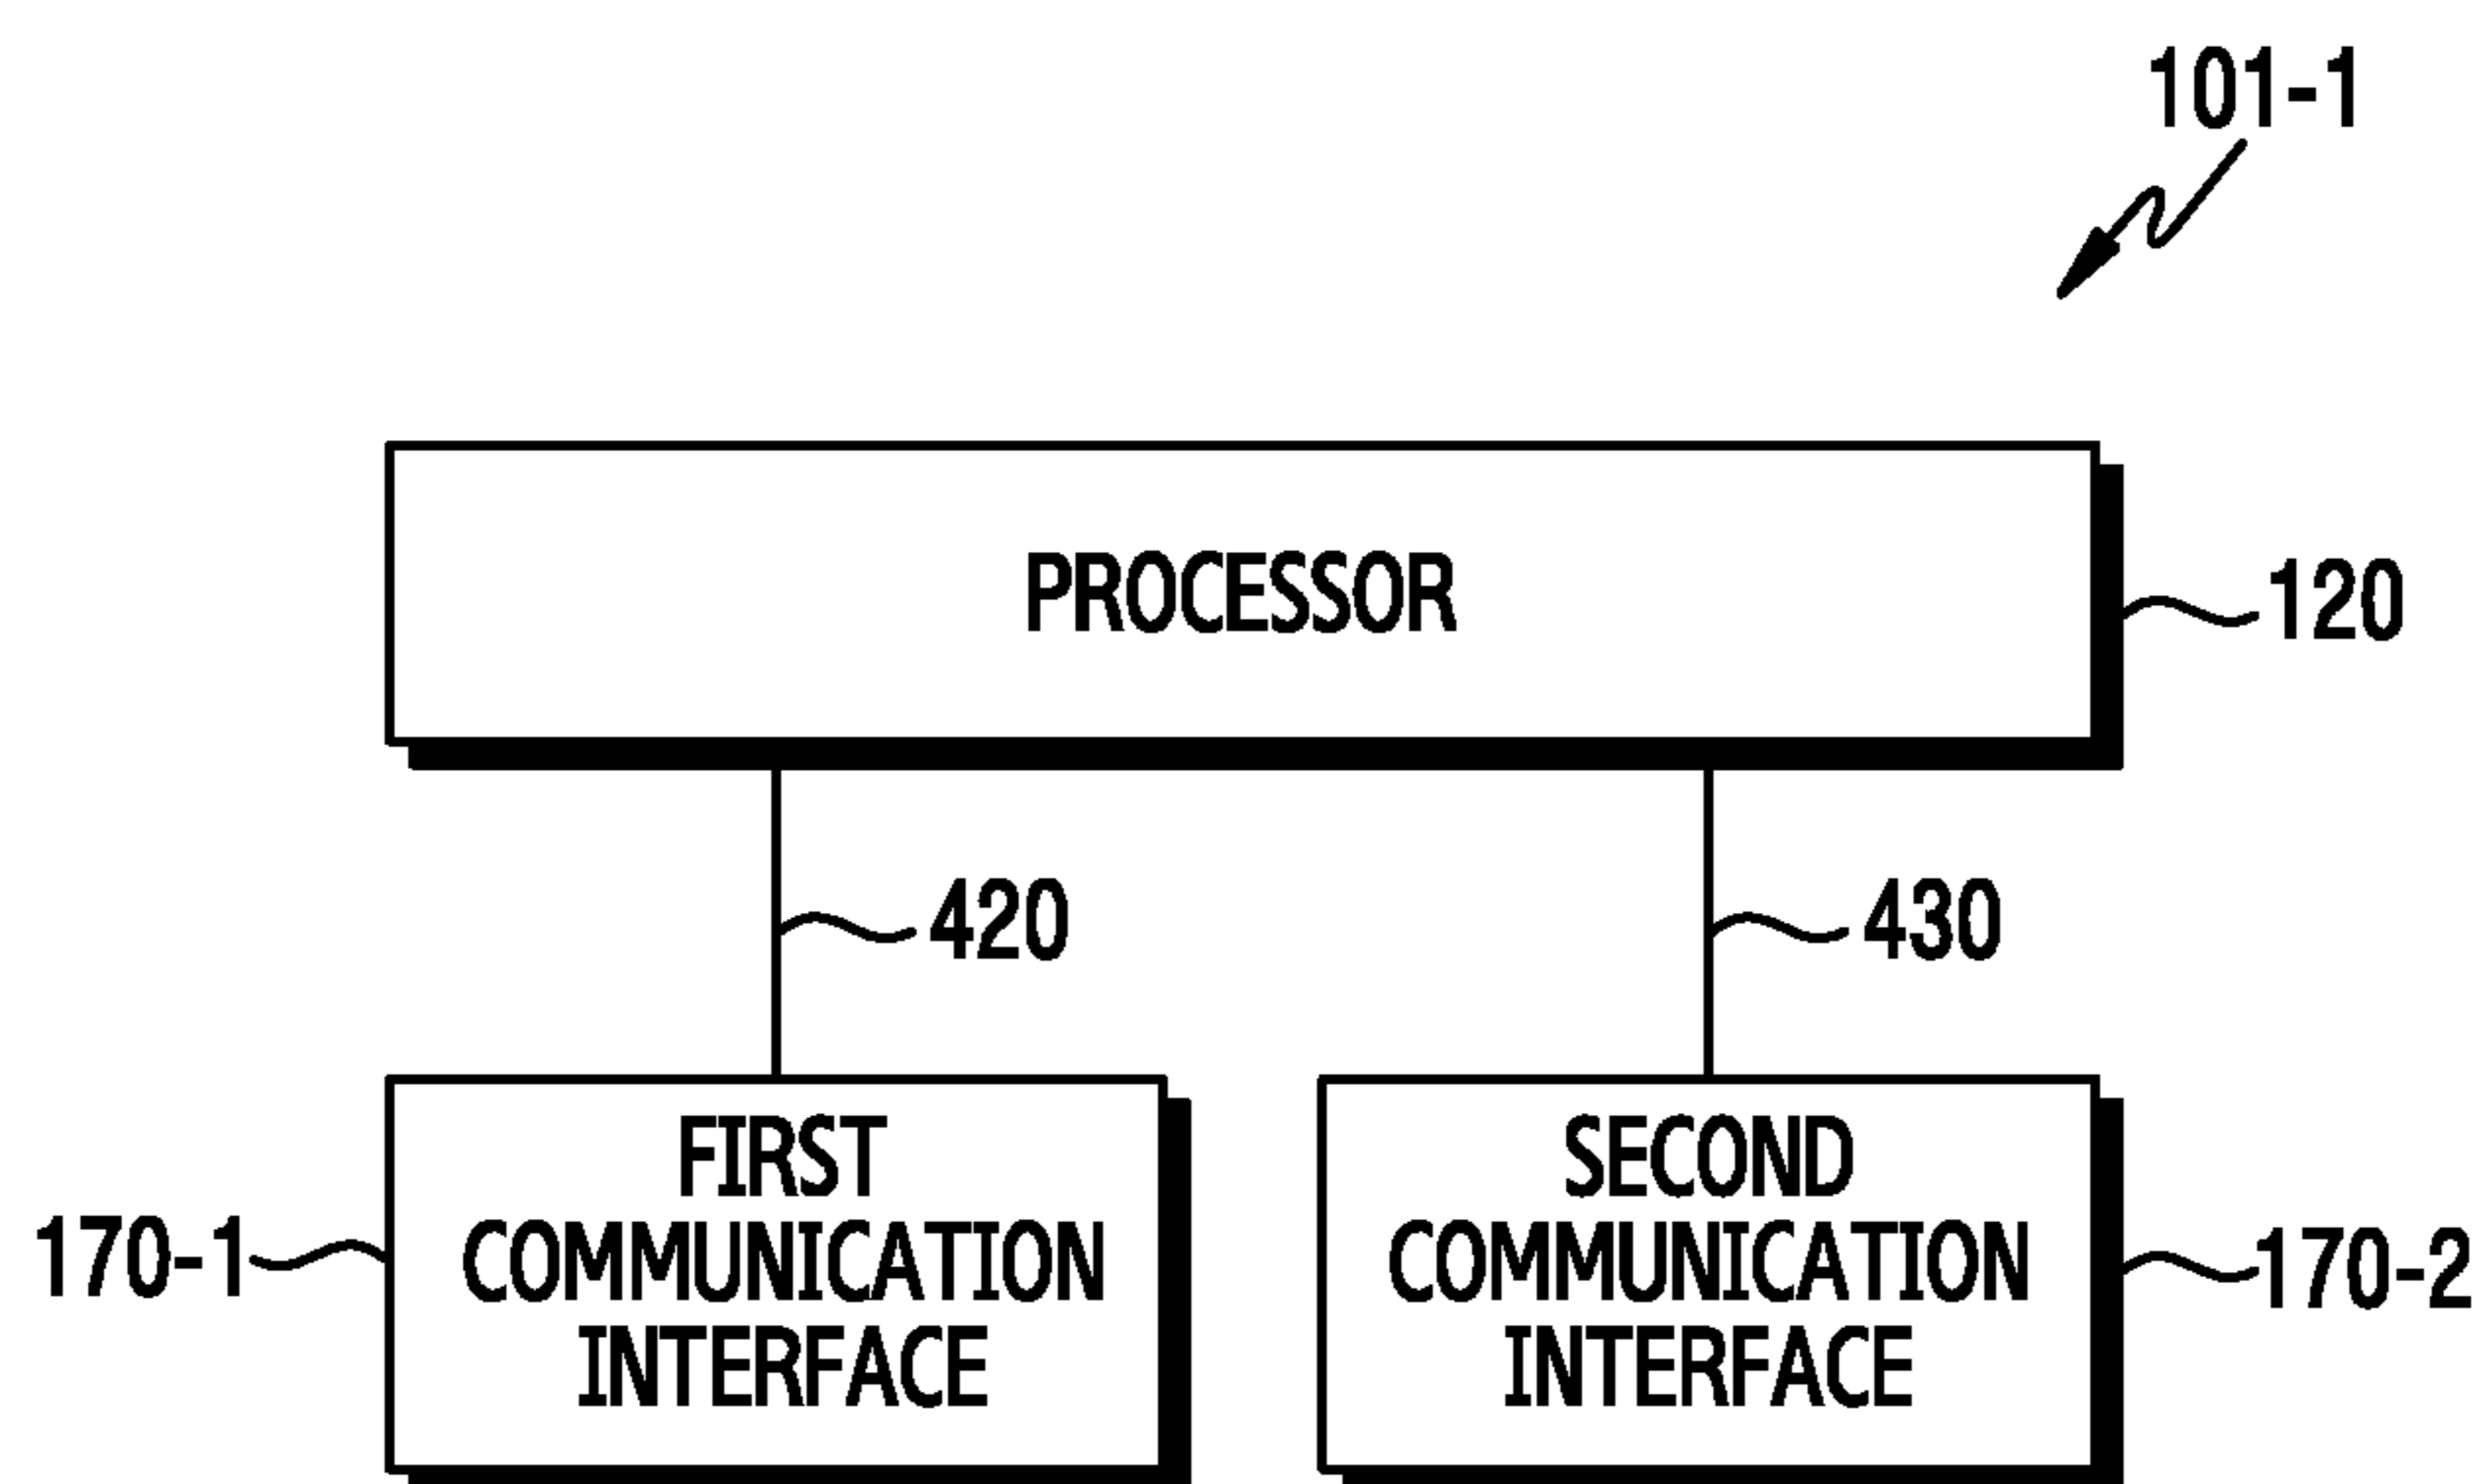 101-1
PROCESSOR
120
420
430
FIRST
COMMUNICATION
INTERFACE
170-1
SECOND
COMMUNICATION
INTERFACE
170-2